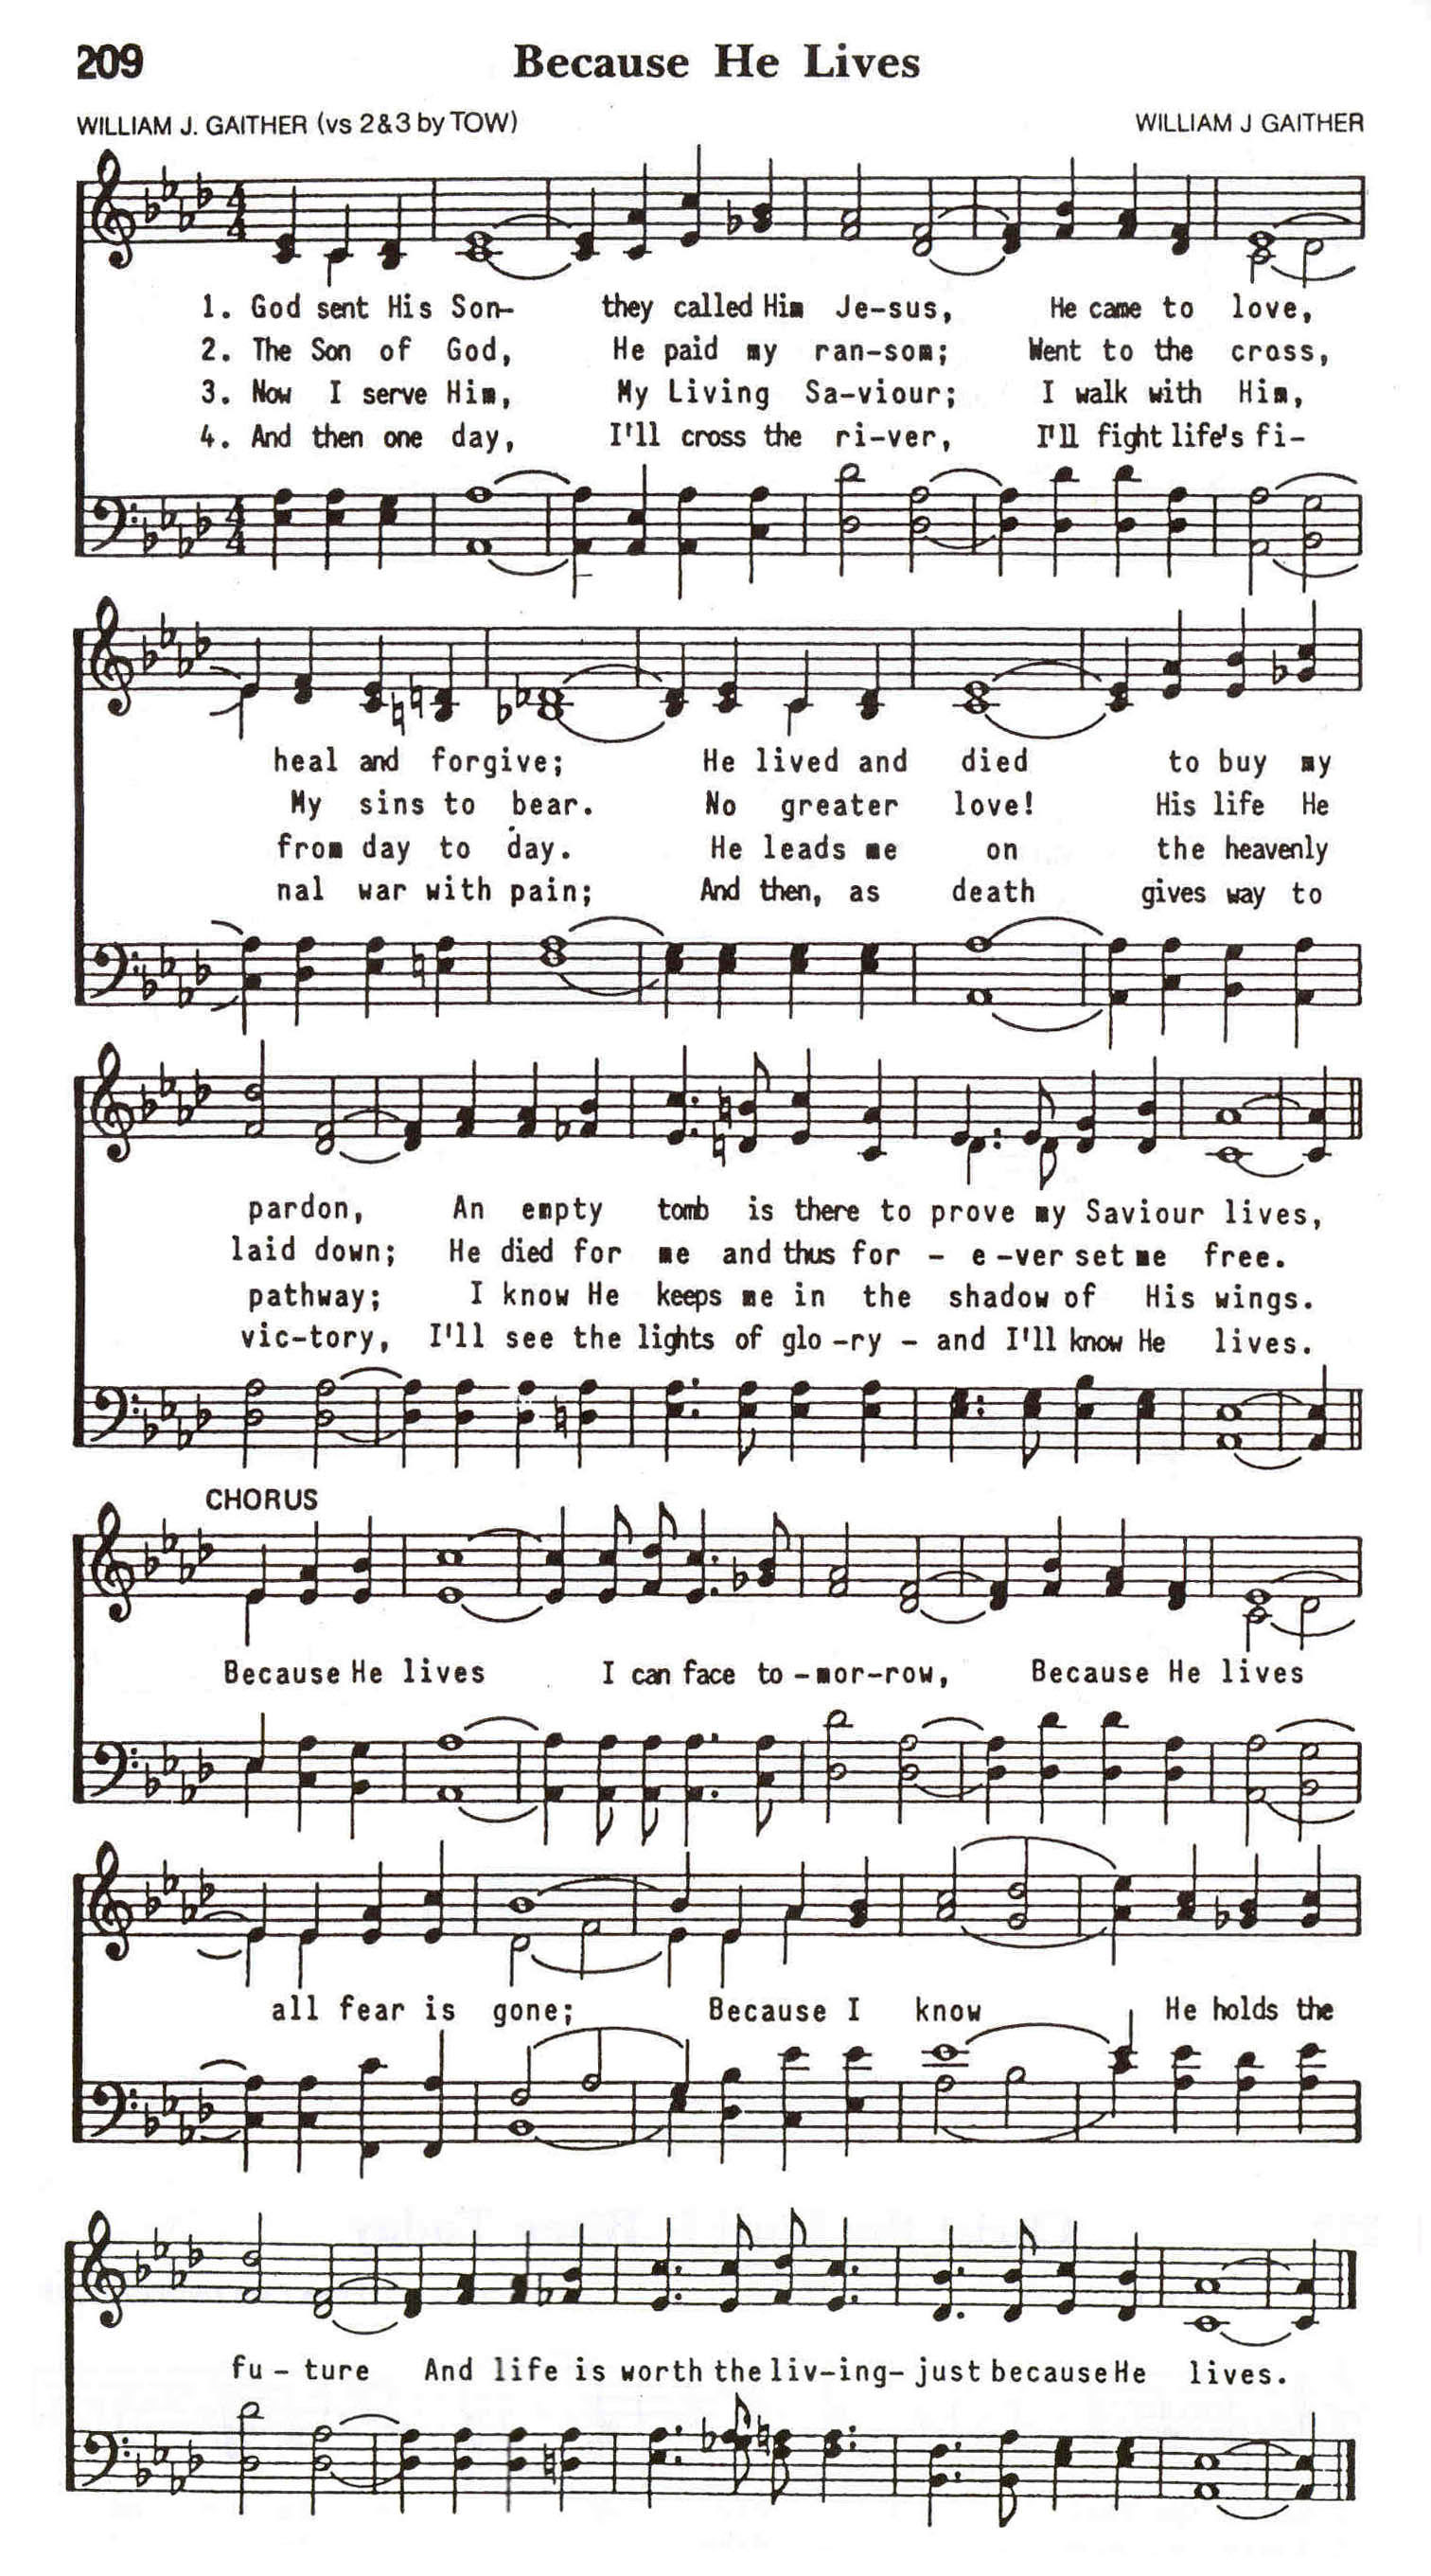 209 Because He Lives
WILLIAM J. GAITHER (vs 2&3 by TOW) WILLIAM J GAITHER
1. God sent His Son- they called Him Je-sus, He came to love,
2. The Son of God, He paid my ran-som; Went to the cross,
3. Now I serve Him, My Living Sa-viour; I walk with Him,
4. And then one day, I'll cross the ri-ver, I'll fight life's fi-
heal and forgive; He lived and died to buy my
My sins to bear. No greater love! His life He
from day to day. He leads me on the heavenly
nal war with pain; And then, as death gives way to
pardon, An empty tomb is there to prove my Saviour lives,
laid down; He died for me and thus for - e -ver set me free.
pathway; I know He keeps me in the shadow of His wings.
vic-tory, I'll see the lights of glo -ry - and I'll know He lives.
CHORUS
Because He lives I can face to -mor-row, Because He lives
all fear is gone; Because I know He holds the
fu - ture And life is worth the liv-ing- just because He lives.